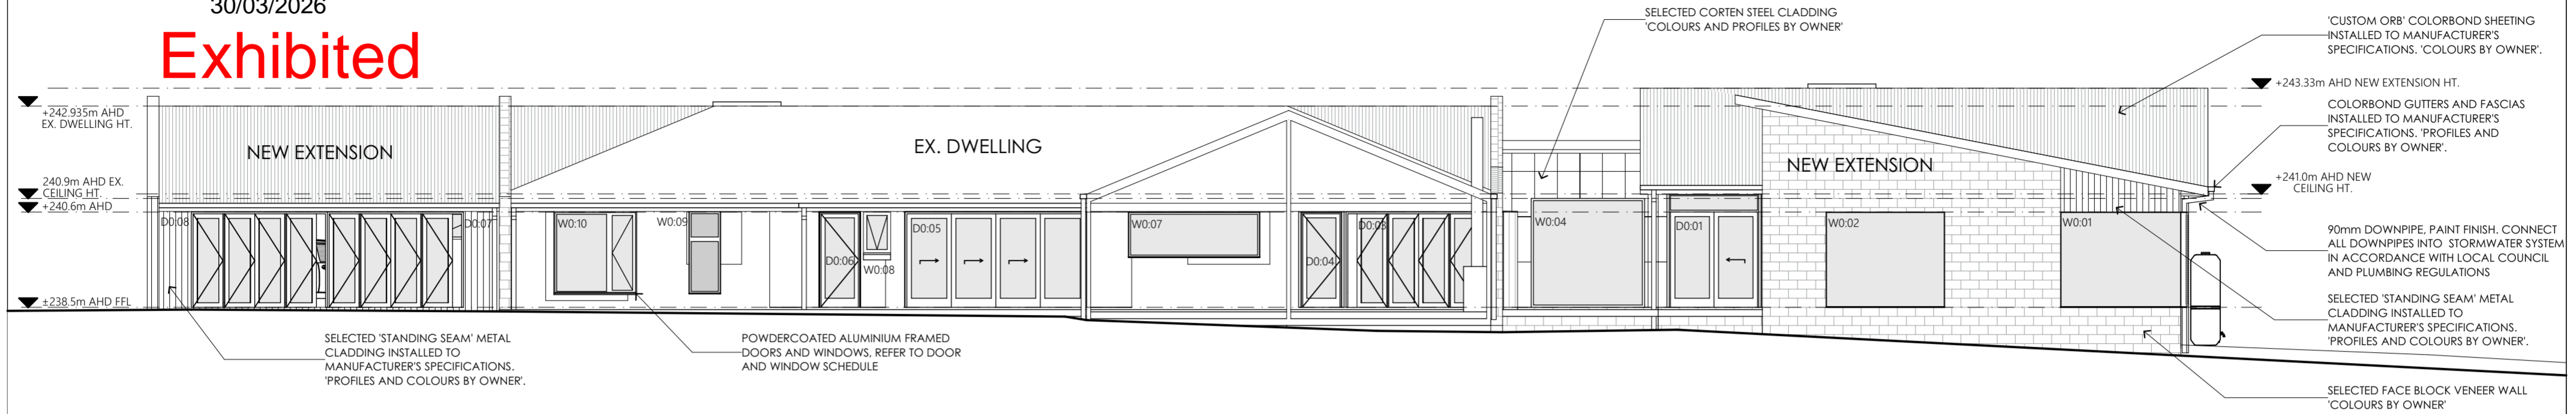 30/03/2026
Exhibited
SELECTED CORTEN STEEL CLADDING
'COLOURS AND PROFILES BY OWNER'
'CUSTOM ORB' COLORBOND SHEETING
INSTALLED TO MANUFACTURER'S
SPECIFICATIONS. 'COLOURS BY OWNER'.
+243.33m AHD NEW EXTENSION HT.
COLORBOND GUTTERS AND FASCIAS
INSTALLED TO MANUFACTURER'S
SPECIFICATIONS. 'PROFILES AND
COLOURS BY OWNER'.
+242.935m AHD
EX. DWELLING HT.
NEW EXTENSION
EX. DWELLING
NEW EXTENSION
240.9m AHD EX.
CEILING HT.
+240.6m AHD
+241.0m AHD NEW
CEILING HT.
D0:08
D0:07
W0:10
W0:09
D0:06
W0:08
D0:05
W0:07
D0:04
D0:03
W0:04
D0:01
W0:02
W0:01
90mm DOWNPIPE, PAINT FINISH. CONNECT
ALL DOWNPIPES INTO STORMWATER SYSTEM
IN ACCORDANCE WITH LOCAL COUNCIL
AND PLUMBING REGULATIONS
±238.5m AHD FFL
SELECTED 'STANDING SEAM' METAL
CLADDING INSTALLED TO
MANUFACTURER'S SPECIFICATIONS.
'PROFILES AND COLOURS BY OWNER'.
SELECTED 'STANDING SEAM' METAL
CLADDING INSTALLED TO
MANUFACTURER'S SPECIFICATIONS.
'PROFILES AND COLOURS BY OWNER'.
POWDERCOATED ALUMINIUM FRAMED
DOORS AND WINDOWS, REFER TO DOOR
AND WINDOW SCHEDULE
SELECTED FACE BLOCK VENEER WALL
'COLOURS BY OWNER'